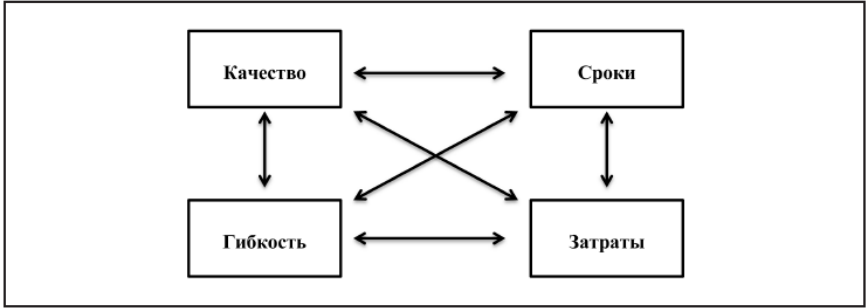 Качество
Сроки
Гибкость
Затраты